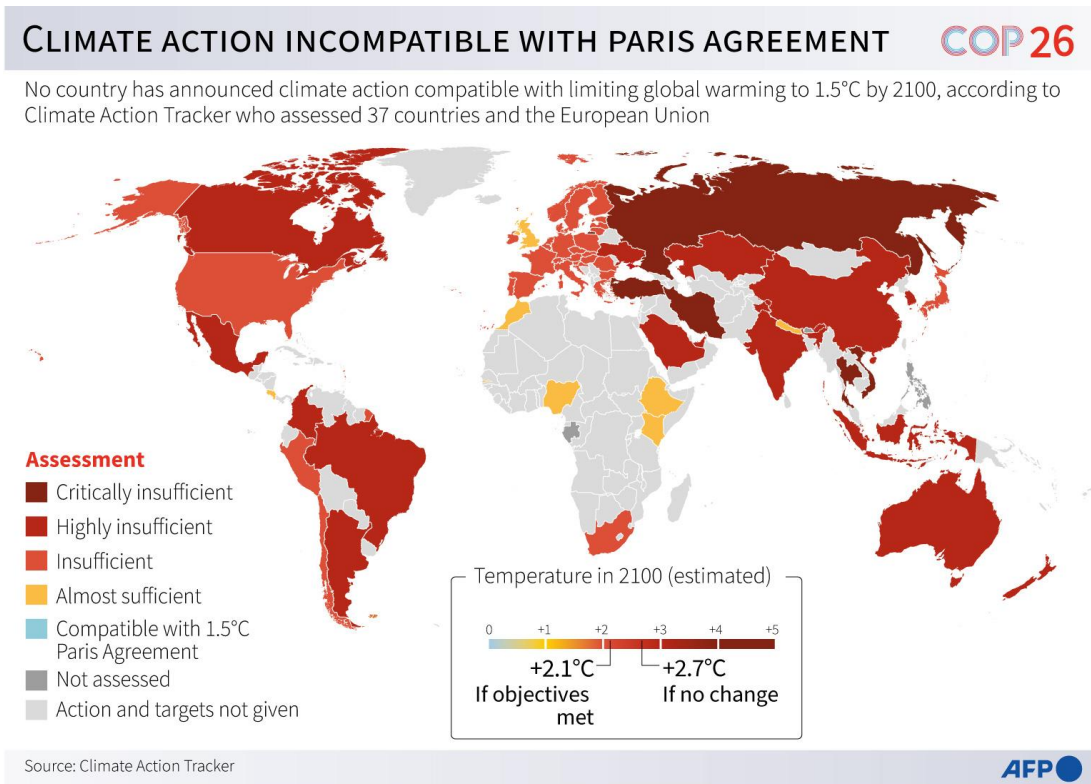 CLIMATE ACTION INCOMPATIBLE WITH PARIS AGREEMENT
COP 26
No country has announced climate action compatible with limiting global warming to 1.5°C by 2100, according to
Climate Action Tracker who assessed 37 countries and the European Union
Assessment
Critically insufficient
Highly insufficient
Insufficient
Almost sufficient
Compatible with 1.5°C
Paris Agreement
Not assessed
Action and targets not given
Temperature in 2100 (estimated)
0 +1 +2 +3 +4 +5
+2.1°C
If objectives
met
+2.7°C
If no change
Source: Climate Action Tracker
AFP